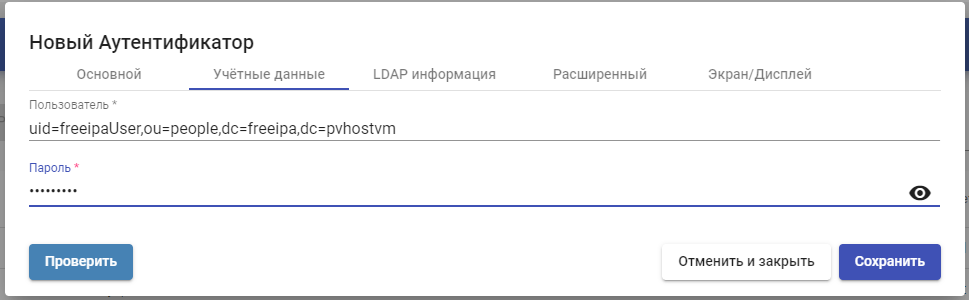 Новый Аутентификатор
Основной Учётные данные LDAP информация Расширенный Экран/Дисплей
Пользователь *
uid=freeipaUser,ou=people,dc=freeipa,dc=pvhostvm
Пароль *
•••••••••
Проверить Отменить и закрыть Сохранить